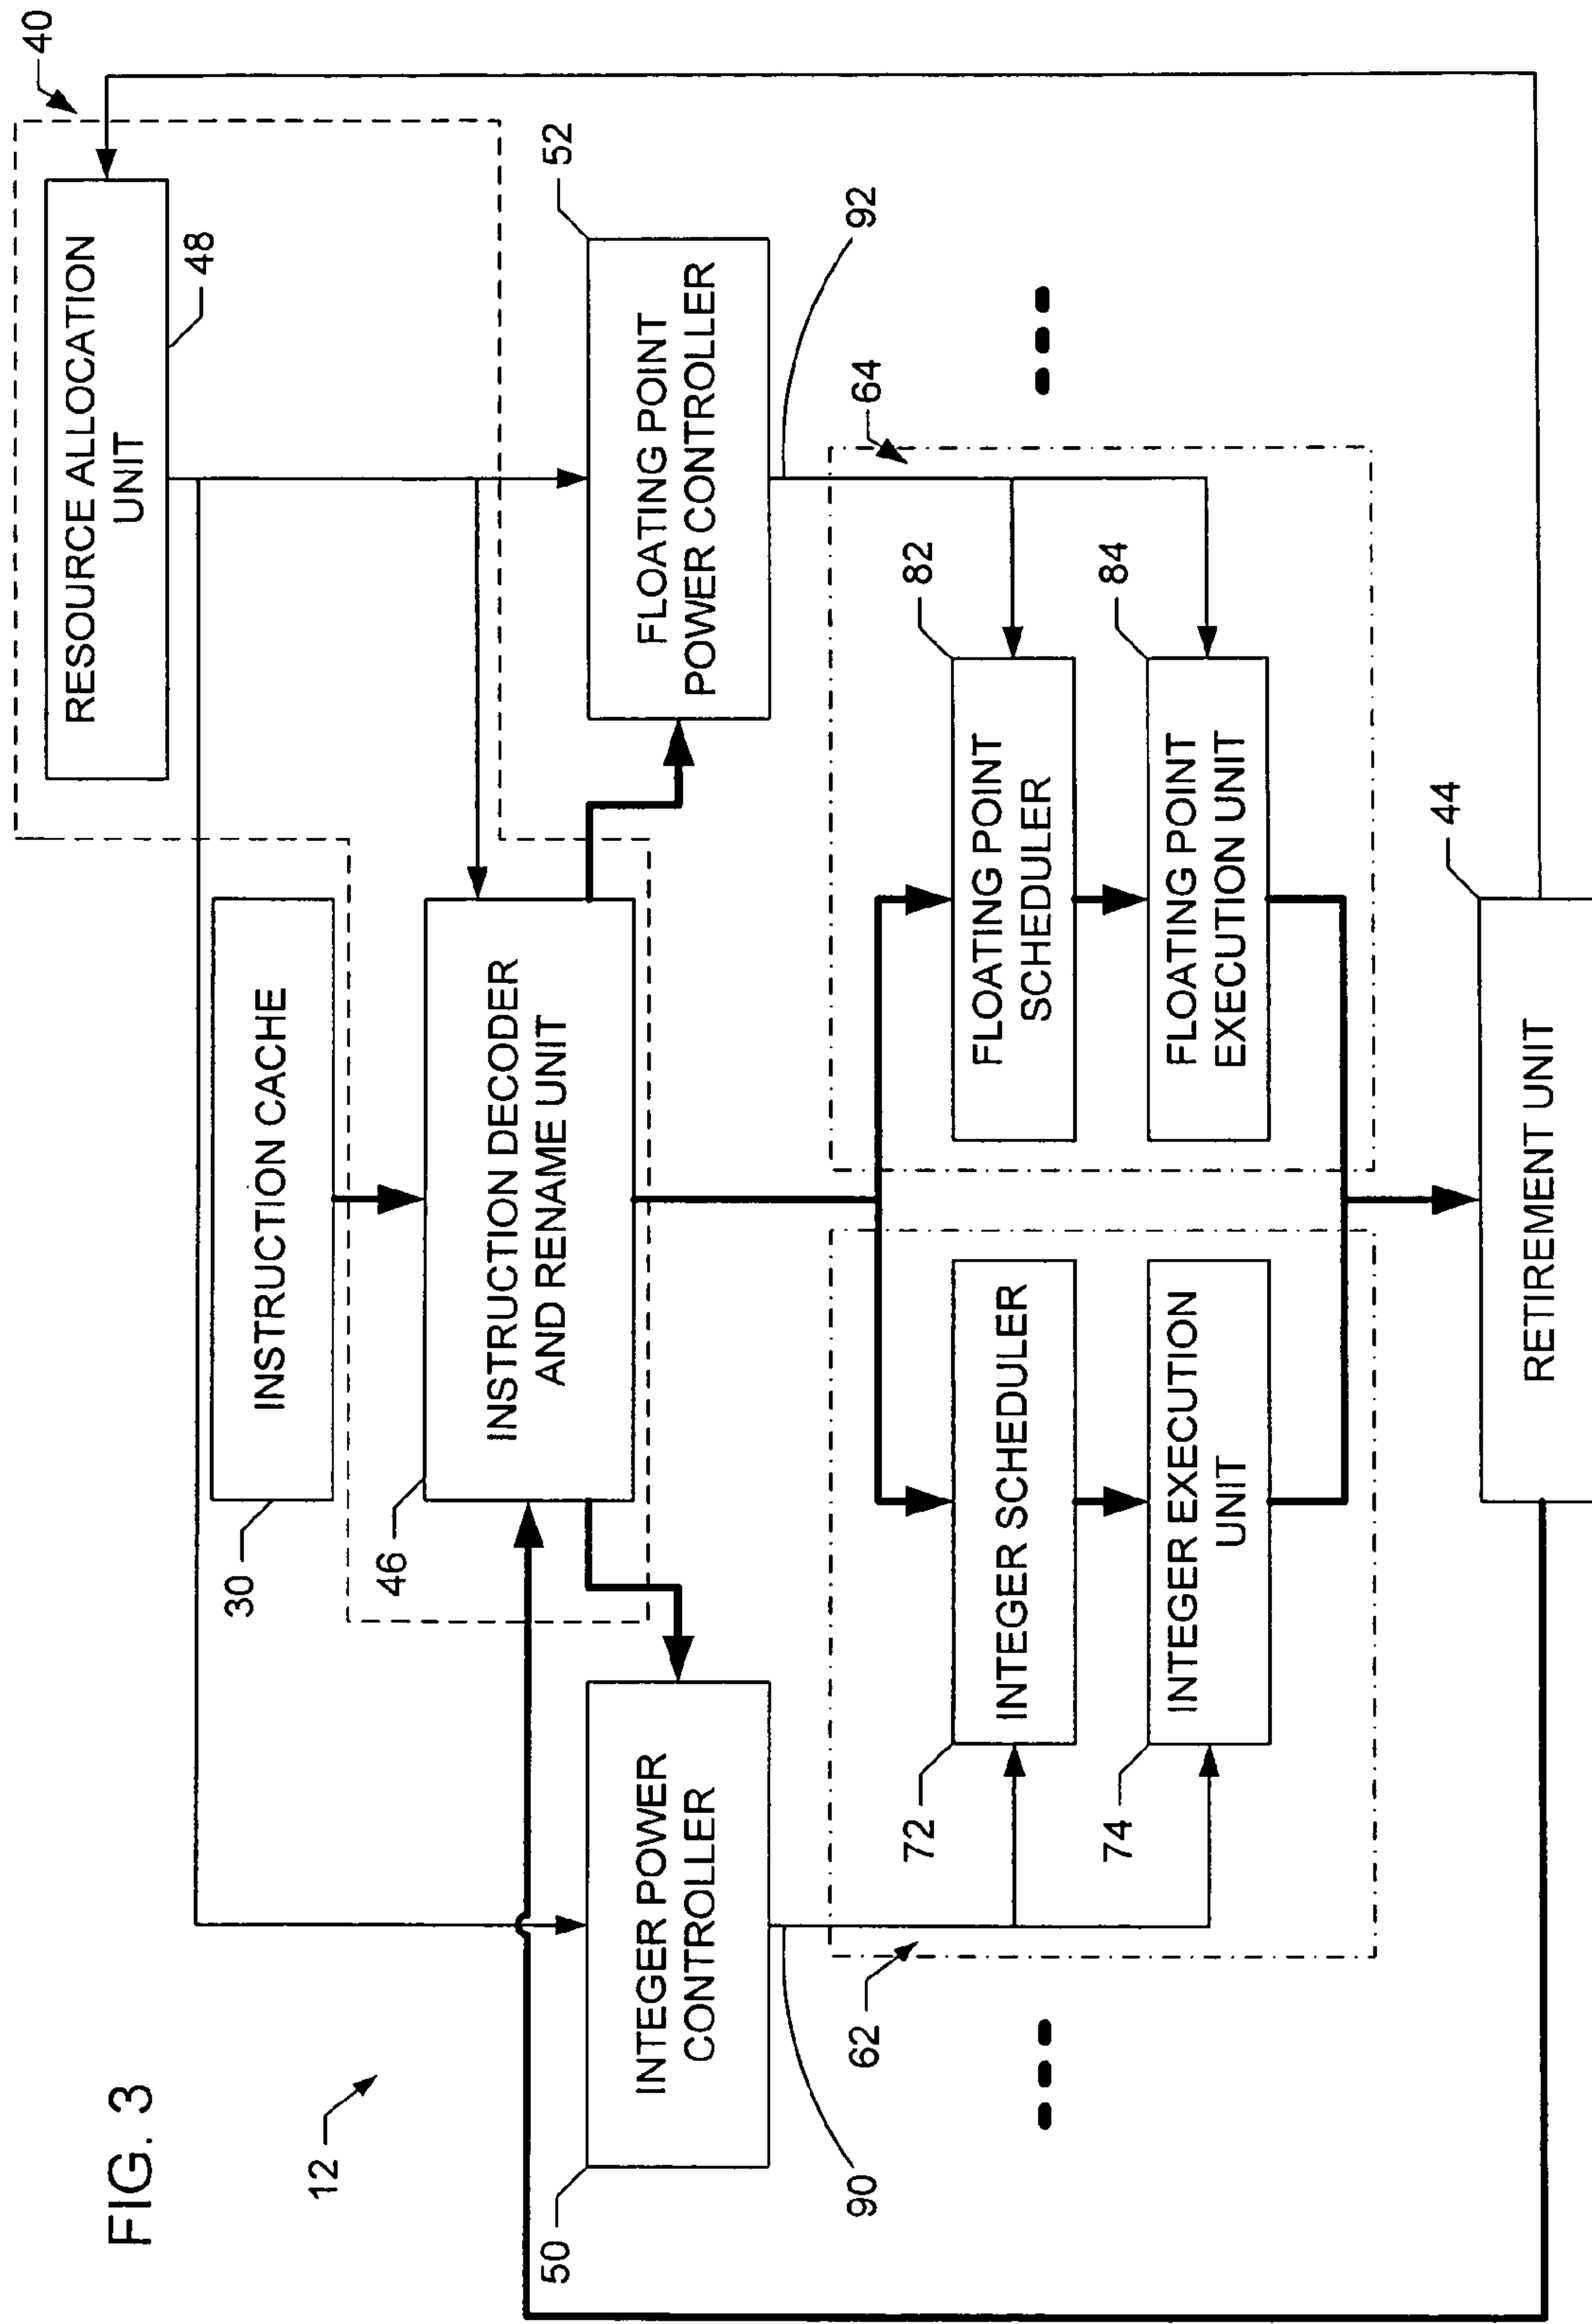 FIG. 3
12
40
RESOURCE ALLOCATION
UNIT
48
INSTRUCTION CACHE
30
INSTRUCTION DECODER
AND RENAME UNIT
46
INTEGER POWER
CONTROLLER
50
FLOATING POINT
POWER CONTROLLER
52
90
92
62
64
INTEGER SCHEDULER
72
FLOATING POINT
SCHEDULER
82
INTEGER EXECUTION
UNIT
74
FLOATING POINT
EXECUTION UNIT
84
RETIREMENT UNIT
44